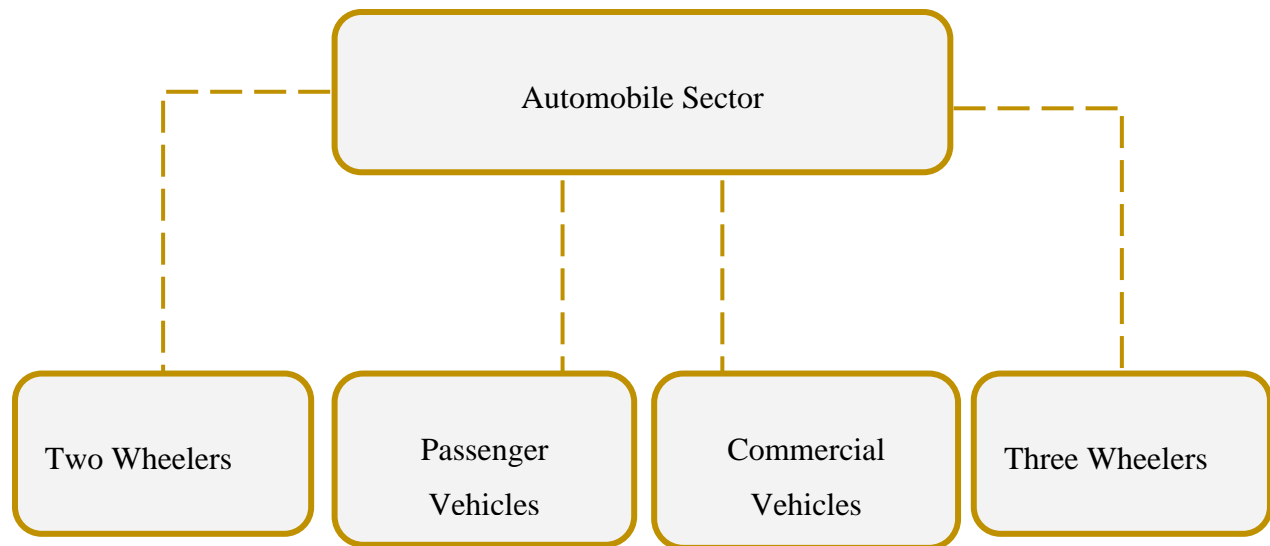 Automobile Sector
Two Wheelers
Passenger
Vehicles
Commercial
Vehicles
Three Wheelers